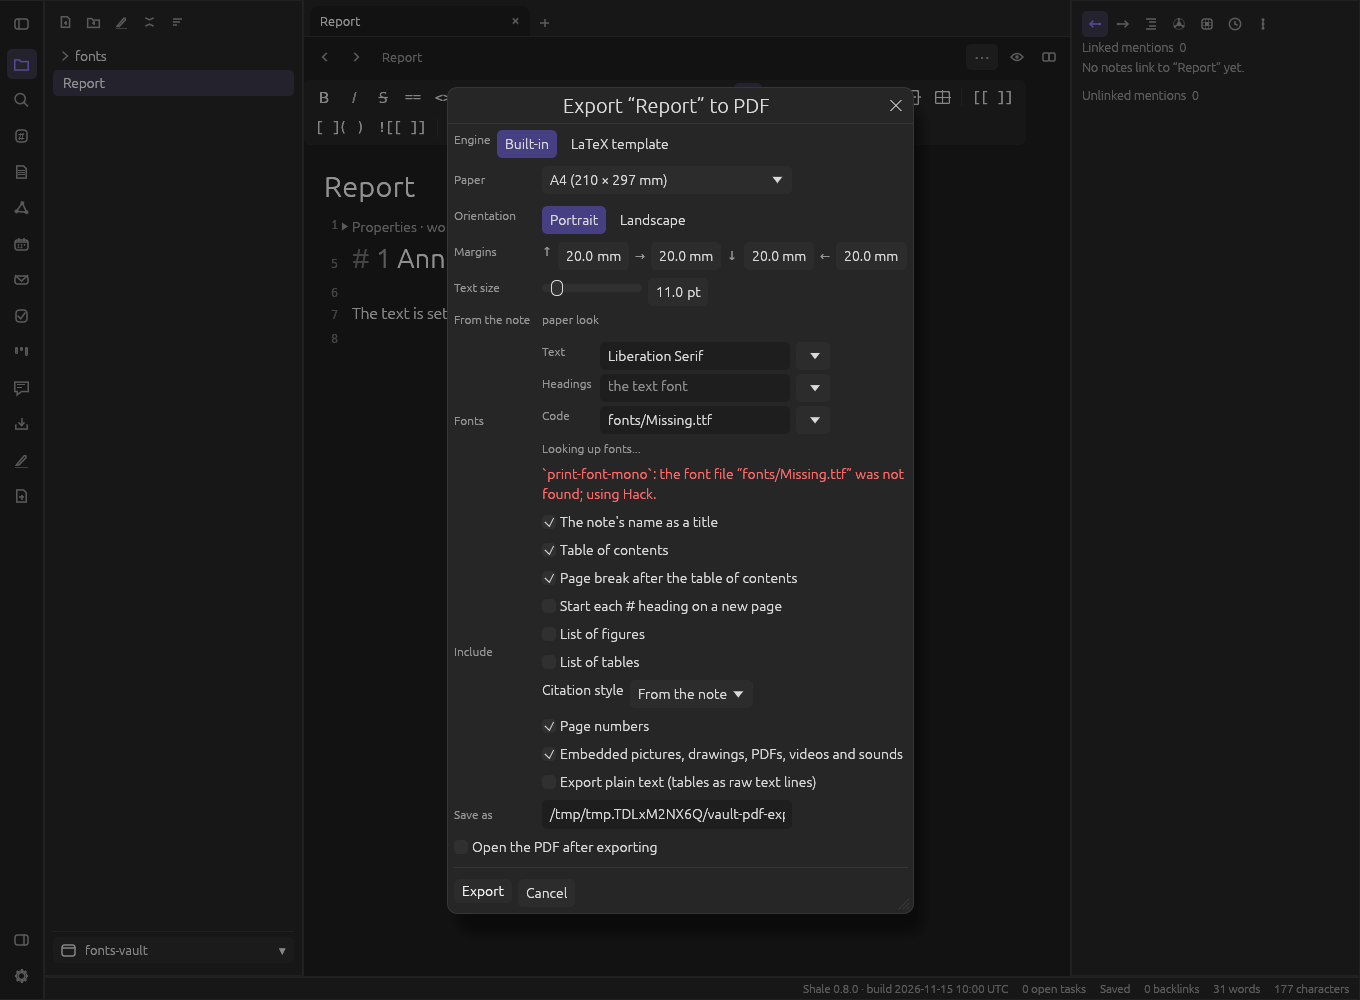 Report
fonts
Report
Report
B I S == <> [[ ]]
[ ]( ) ![[ ]]
Report
1 Properties · wo
5 # 1 Ann
6
7 The text is set
8
Export “Report” to PDF
Engine Built-in LaTeX template
Paper A4 (210 × 297 mm)
Orientation Portrait Landscape
Margins ↑ 20.0 mm → 20.0 mm ↓ 20.0 mm ← 20.0 mm
Text size 11.0 pt
From the note paper look
Fonts
Text Liberation Serif
Headings the text font
Code fonts/Missing.ttf
Looking up fonts...
`print-font-mono`: the font file “fonts/Missing.ttf” was not
found; using Hack.
Include
The note's name as a title
Table of contents
Page break after the table of contents
Start each # heading on a new page
List of figures
List of tables
Citation style From the note
Page numbers
Embedded pictures, drawings, PDFs, videos and sounds
Export plain text (tables as raw text lines)
Save as /tmp/tmp.TDLxM2NX6Q/vault-pdf-exp
Open the PDF after exporting
Export Cancel
Linked mentions 0
No notes link to “Report” yet.
Unlinked mentions 0
fonts-vault
Shale 0.8.0 · build 2026-11-15 10:00 UTC 0 open tasks Saved 0 backlinks 31 words 177 characters